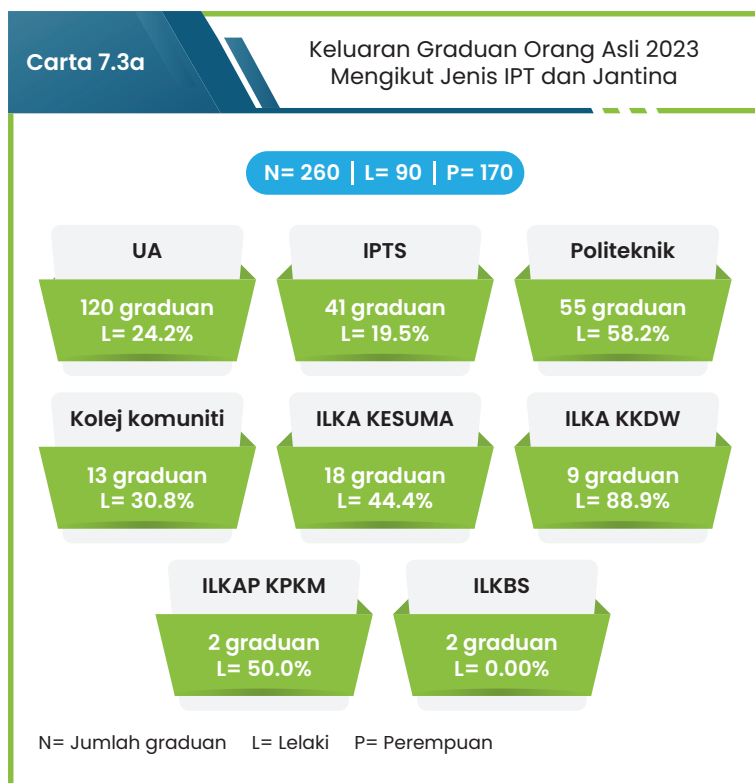 Carta 7.3a
Keluaran Graduan Orang Asli 2023
Mengikut Jenis IPT dan Jantina
N= 260 | L= 90 | P= 170
UA
120 graduan
L= 24.2%
IPTS
41 graduan
L= 19.5%
Politeknik
55 graduan
L= 58.2%
Kolej komuniti
13 graduan
L= 30.8%
ILKA KESUMA
18 graduan
L= 44.4%
ILKA KKDW
9 graduan
L= 88.9%
ILKAP KPKM
2 graduan
L= 50.0%
ILKBS
2 graduan
L= 0.00%
N= Jumlah graduan L= Lelaki P= Perempuan